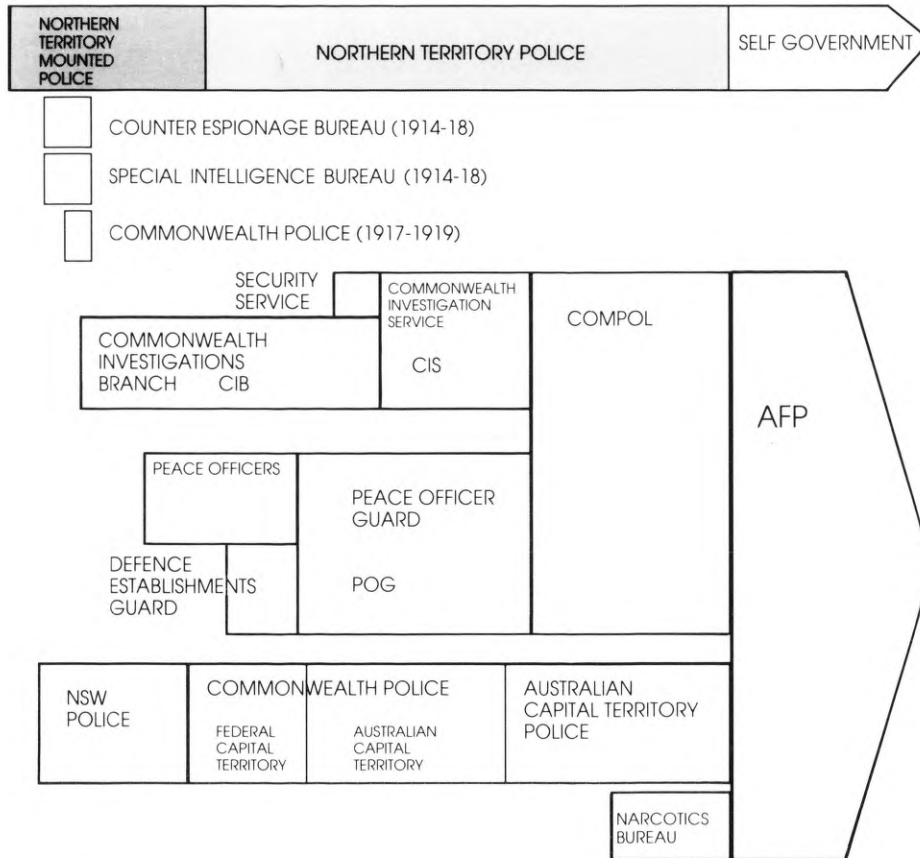 NORTHERN
TERRITORY
MOUNTED
POLICE
NORTHERN TERRITORY POLICE
SELF GOVERNMENT
COUNTER ESPIONAGE BUREAU (1914-18)
SPECIAL INTELLIGENCE BUREAU (1914-18)
COMMONWEALTH POLICE (1917-1919)
SECURITY
SERVICE
COMMONWEALTH
INVESTIGATION
SERVICE
CIS
COMMONWEALTH
INVESTIGATIONS
BRANCH CIB
COMPOL
AFP
PEACE OFFICERS
PEACE OFFICER
GUARD
POG
DEFENCE
ESTABLISHMENTS
GUARD
NSW
POLICE
COMMONWEALTH POLICE
FEDERAL
CAPITAL
TERRITORY
AUSTRALIAN
CAPITAL
TERRITORY
AUSTRALIAN
CAPITAL TERRITORY
POLICE
NARCOTICS
BUREAU